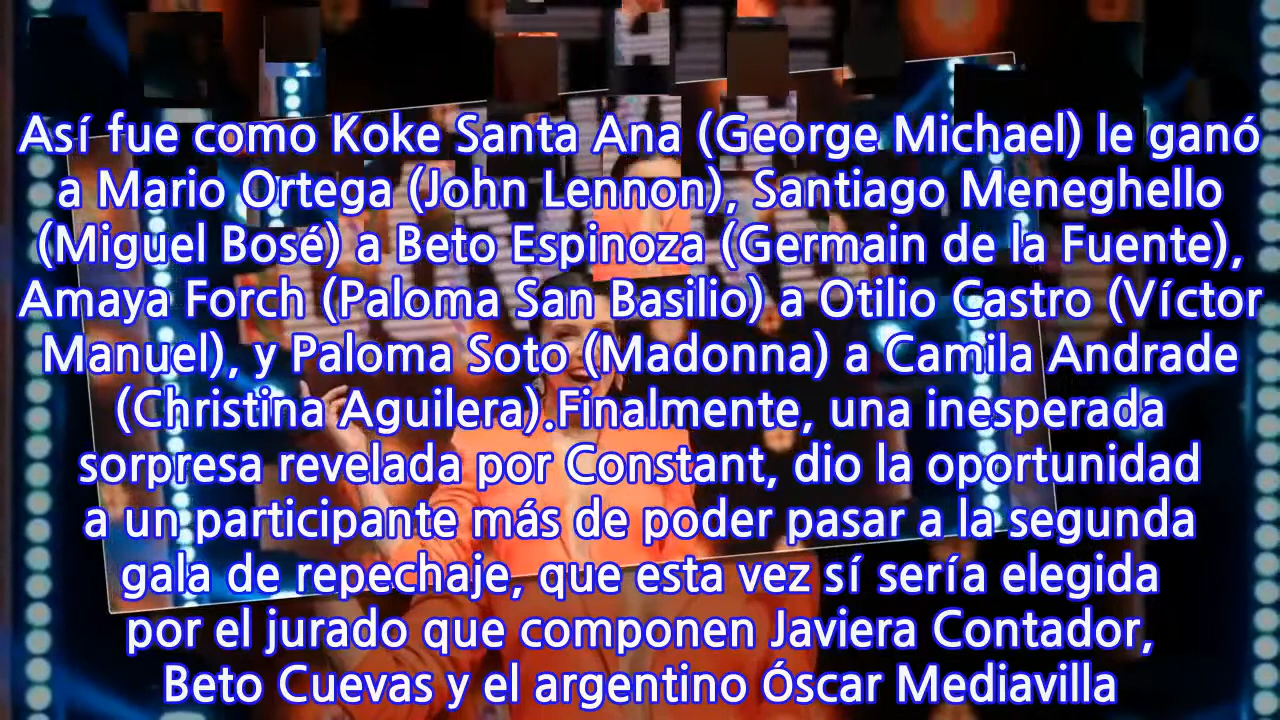 Así fue como Koke Santa Ana (George Michael) le ganó
a Mario Ortega (John Lennon), Santiago Meneghello
(Miguel Bosé) a Beto Espinoza (Germain de la Fuente),
Amaya Forch (Paloma San Basilio) a Otilio Castro (Víctor
Manuel), y Paloma Soto (Madonna) a Camila Andrade
(Christina Aguilera).Finalmente, una inesperada
sorpresa revelada por Constant, dio la oportunidad
a un participante más de poder pasar a la segunda
gala de repechaje, que esta vez sí sería elegida
por el jurado que componen Javiera Contador,
Beto Cuevas y el argentino Óscar Mediavilla